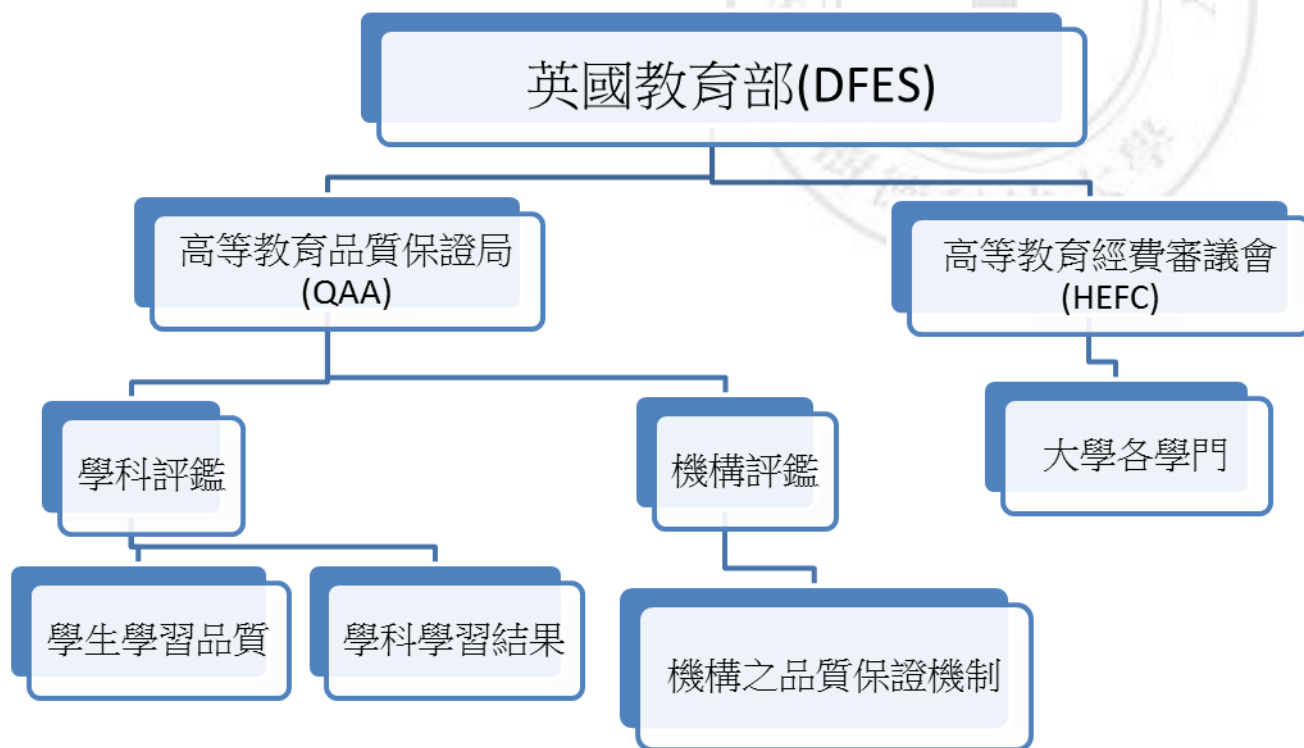 英國教育部(DFES)
高等教育品質保證局
(QAA)
高等教育經費審議會
(HEFC)
學科評鑑
機構評鑑
大學各學門
學生學習品質
學科學習結果
機構之品質保證機制